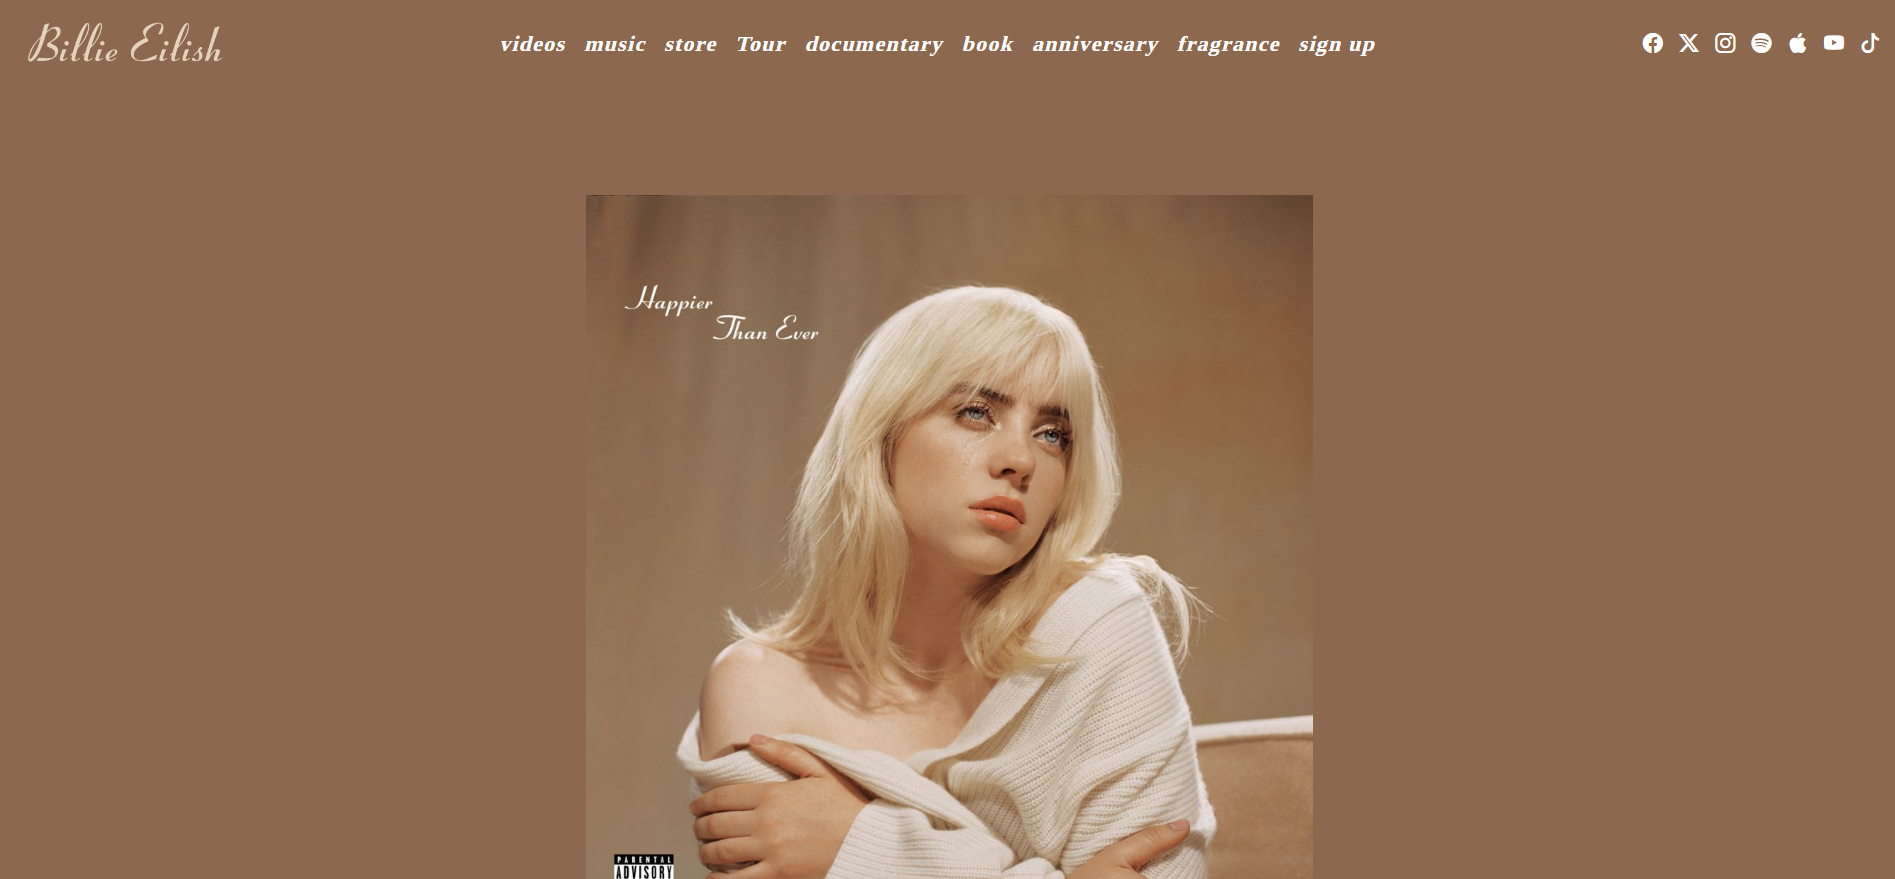 Billie Eilish
videos music store Tour documentary book anniversary fragrance sign up
Happier
Than Ever
PARENTAL
ADVISORY